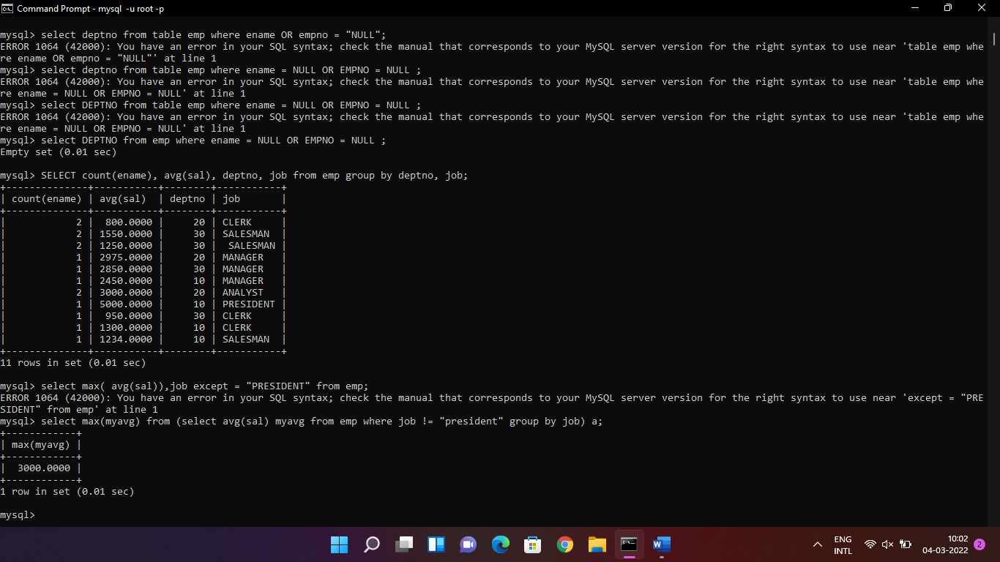 Command Prompt - mysql -u root -p
mysql> select deptno from table emp where ename OR empno = "NULL";
ERROR 1064 (42000): You have an error in your SQL syntax; check the manual that corresponds to your MySQL server version for the right syntax to use near 'table emp whe
re ename OR empno = "NULL"' at line 1
mysql> select deptno from table emp where ename = NULL OR EMPNO = NULL ;
ERROR 1064 (42000): You have an error in your SQL syntax; check the manual that corresponds to your MySQL server version for the right syntax to use near 'table emp whe
re ename = NULL OR EMPNO = NULL' at line 1
mysql> select DEPTNO from table emp where ename = NULL OR EMPNO = NULL ;
ERROR 1064 (42000): You have an error in your SQL syntax; check the manual that corresponds to your MySQL server version for the right syntax to use near 'table emp whe
re ename = NULL OR EMPNO = NULL' at line 1
mysql> select DEPTNO from emp where ename = NULL OR EMPNO = NULL ;
Empty set (0.01 sec)
mysql> SELECT count(ename), avg(sal), deptno, job from emp group by deptno, job;
+--------------+-----------+--------+-----------+
| count(ename) | avg(sal)  | deptno | job       |
+--------------+-----------+--------+-----------+
|            2 |  800.0000 |     20 | CLERK     |
|            2 | 1550.0000 |     30 | SALESMAN  |
|            2 | 1250.0000 |     30 |  SALESMAN |
|            1 | 2975.0000 |     20 | MANAGER   |
|            1 | 2850.0000 |     30 | MANAGER   |
|            1 | 2450.0000 |     10 | MANAGER   |
|            2 | 3000.0000 |     20 | ANALYST   |
|            1 | 5000.0000 |     10 | PRESIDENT |
|            1 |  950.0000 |     30 | CLERK     |
|            1 | 1300.0000 |     10 | CLERK     |
|            1 | 1234.0000 |     10 | SALESMAN  |
+--------------+-----------+--------+-----------+
11 rows in set (0.01 sec)
mysql> select max( avg(sal)),job except = "PRESIDENT" from emp;
ERROR 1064 (42000): You have an error in your SQL syntax; check the manual that corresponds to your MySQL server version for the right syntax to use near 'except = "PRE
SIDENT" from emp' at line 1
mysql> select max(myavg) from (select avg(sal) myavg from emp where job != "president" group by job) a;
+------------+
| max(myavg) |
+------------+
|  3000.0000 |
+------------+
1 row in set (0.01 sec)
mysql>
ENG
INTL
10:02
04-03-2022
2